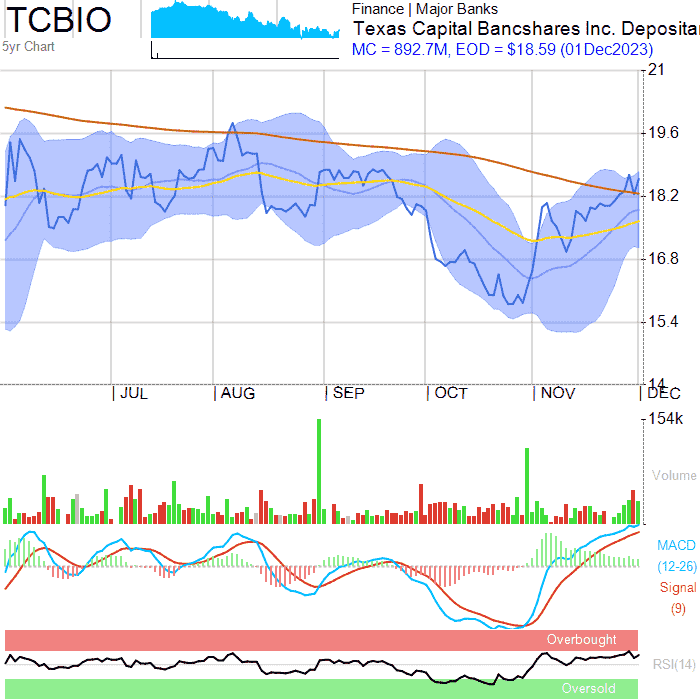 TCBIO
5yr Chart
Finance | Major Banks
Texas Capital Bancshares Inc. Deposita
MC = 892.7M, EOD = $18.59 (01Dec2023)
21
19.6
18.2
16.8
15.4
14
JUL
AUG
SEP
OCT
NOV
DEC
154k
Volume
MACD
(12-26)
Signal
(9)
Overbought
RSI(14)
Oversold